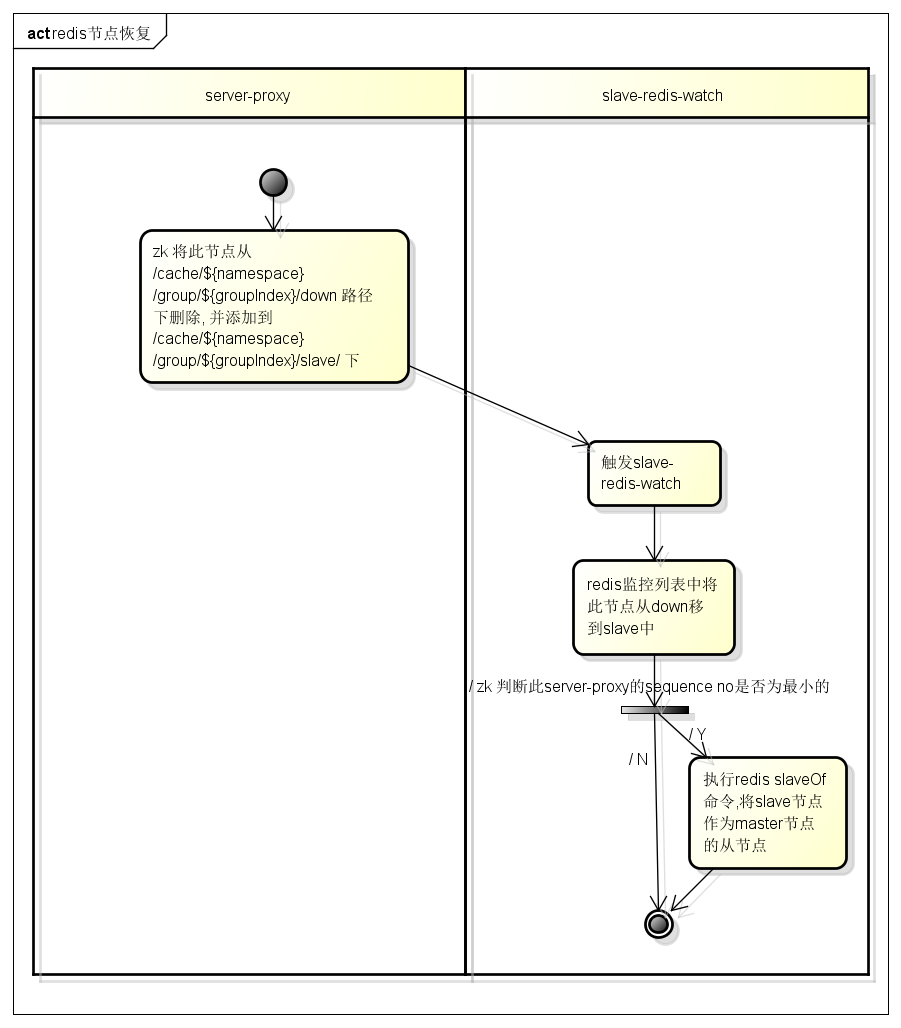 act redis节点恢复
server-proxy
slave-redis-watch
zk 将此节点从
/cache/${namespace}
/group/${groupIndex}/down 路径
下删除, 并添加到
/cache/${namespace}
/group/${groupIndex}/slave/ 下
触发slave-
redis-watch
redis监控列表中将
此节点从down移
到slave中
/ zk 判断此server-proxy的sequence no是否为最小的
/ Y
/ N
执行redis slaveOf
命令,将slave节点
作为master节点
的从节点